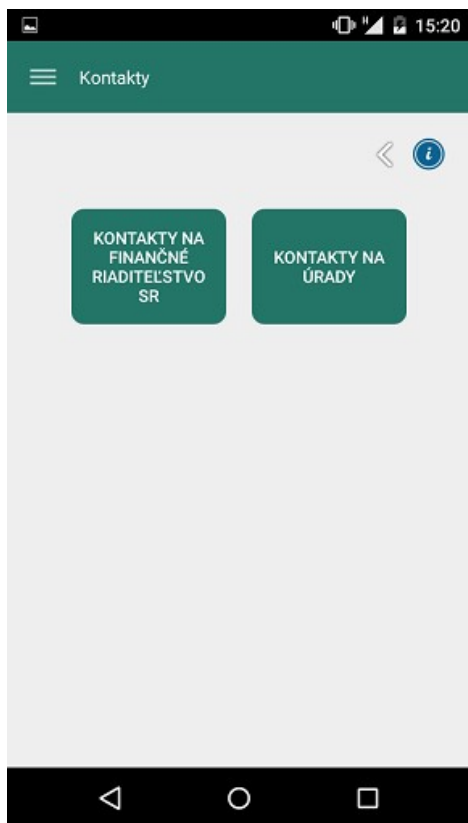 H 15:20
Kontakty
i
KONTAKTY NA
FINANČNÉ
RIADITEĽSTVO
SR
KONTAKTY NA
ÚRADY